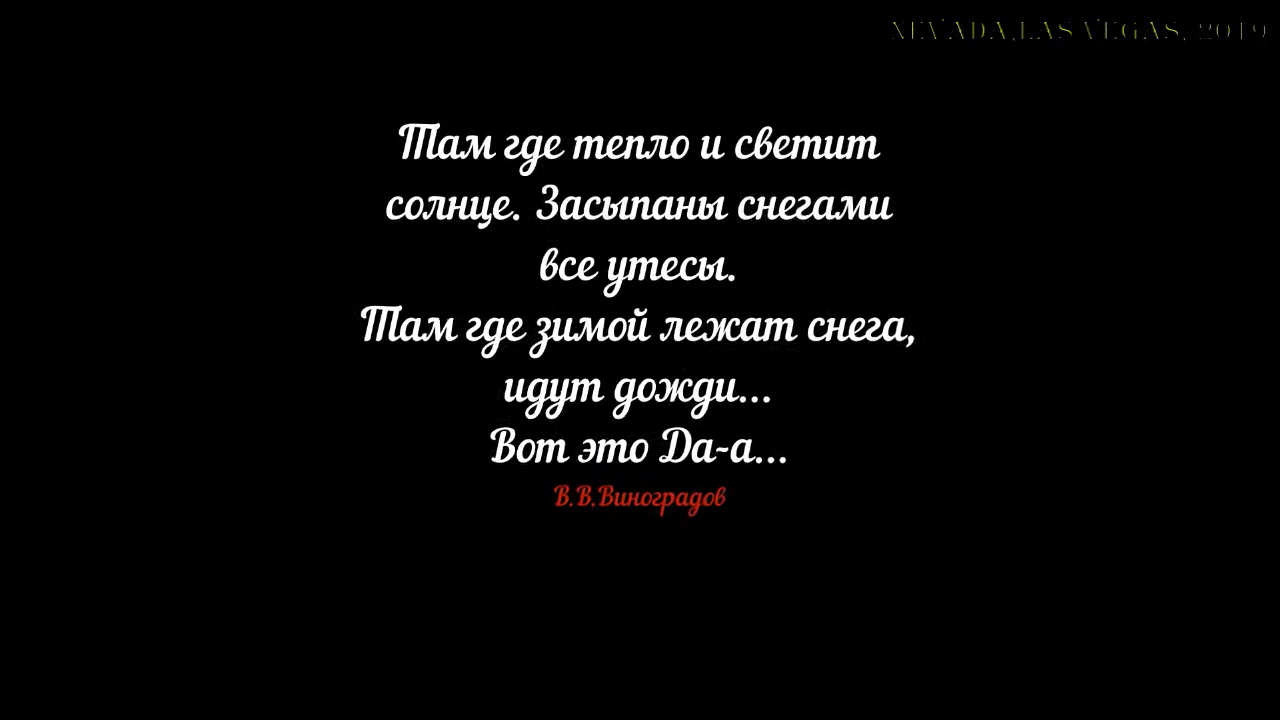 NEVADA,LAS VEGAS, 2019
Там где тепло и светит
солнце. Засыпаны снегами
все утесы.
Там где зимой лежат снега,
идут дожди...
Вот это Да-а...
В.В.Виноградов